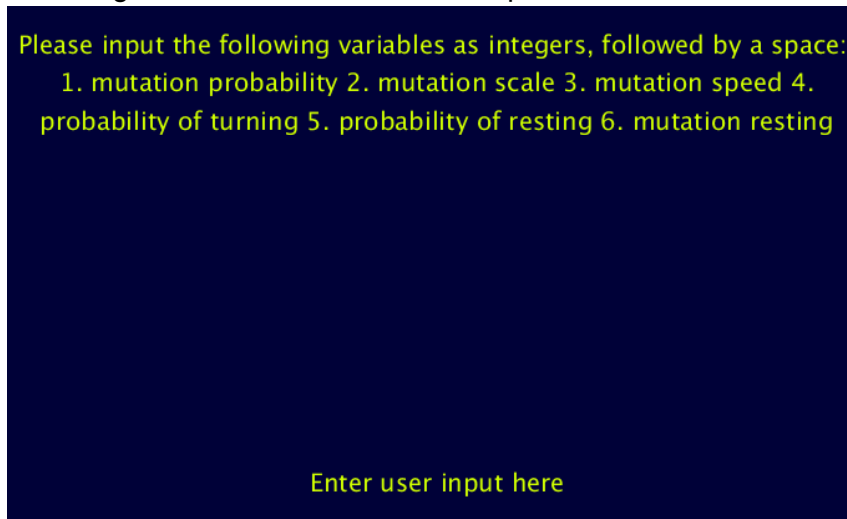 Please input the following variables as integers, followed by a space:
1. mutation probability 2. mutation scale 3. mutation speed 4.
probability of turning 5. probability of resting 6. mutation resting
Enter user input here